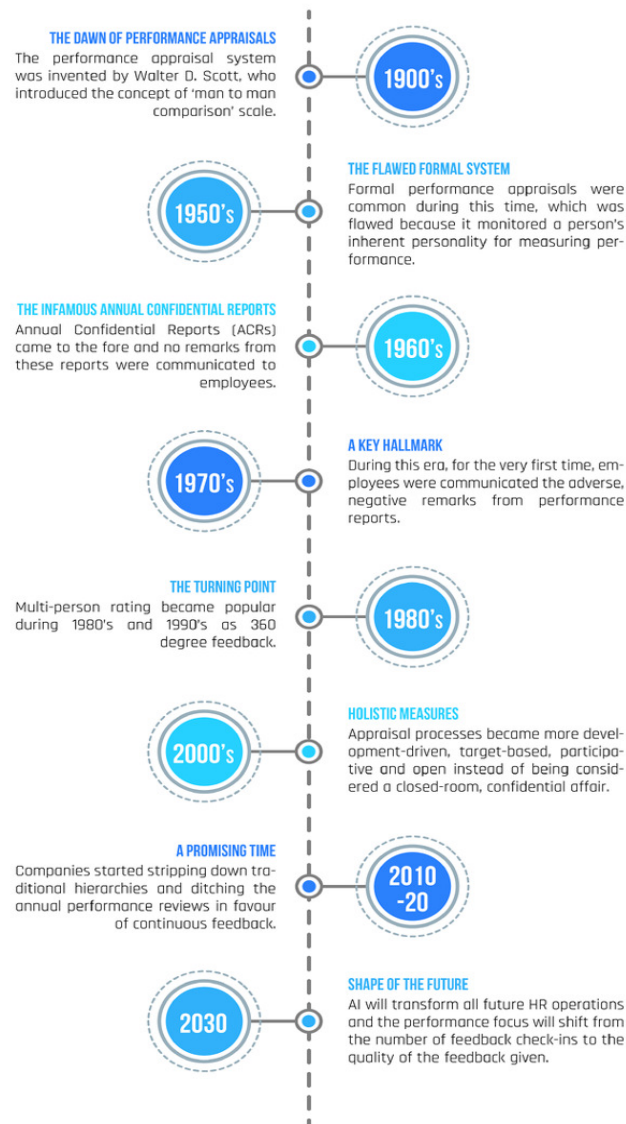 THE DAWN OF PERFORMANCE APPRAISALS
The performance appraisal system
was invented by Walter D. Scott, who
introduced the concept of ‘man to man
comparison’ scale.
1900's
THE FLAWED FORMAL SYSTEM
Formal performance appraisals were
common during this time, which was
flawed because it monitored a person's
inherent personality for measuring per-
formance.
1950's
THE INFAMOUS ANNUAL CONFIDENTIAL REPORTS
Annual Confidential Reports (ACRs)
came to the fore and no remarks from
these reports were communicated to
employees.
1960's
A KEY HALLMARK
During this era, for the very first time, em-
ployees were communicated the adverse,
negative remarks from performance
reports.
1970's
THE TURNING POINT
Multi-person rating became popular
during 1980's and 1990's as 360
degree feedback.
1980's
HOLISTIC MEASURES
Appraisal processes became more devel-
opment-driven, target-based, participa-
tive and open instead of being consid-
ered a closed-room, confidential affair.
2000's
A PROMISING TIME
Companies started stripping down tra-
ditional hierarchies and ditching the
annual performance reviews in favour
of continuous feedback.
2010
-20
SHAPE OF THE FUTURE
AI will transform all future HR operations
and the performance focus will shift from
the number of feedback check-ins to the
quality of the feedback given.
2030